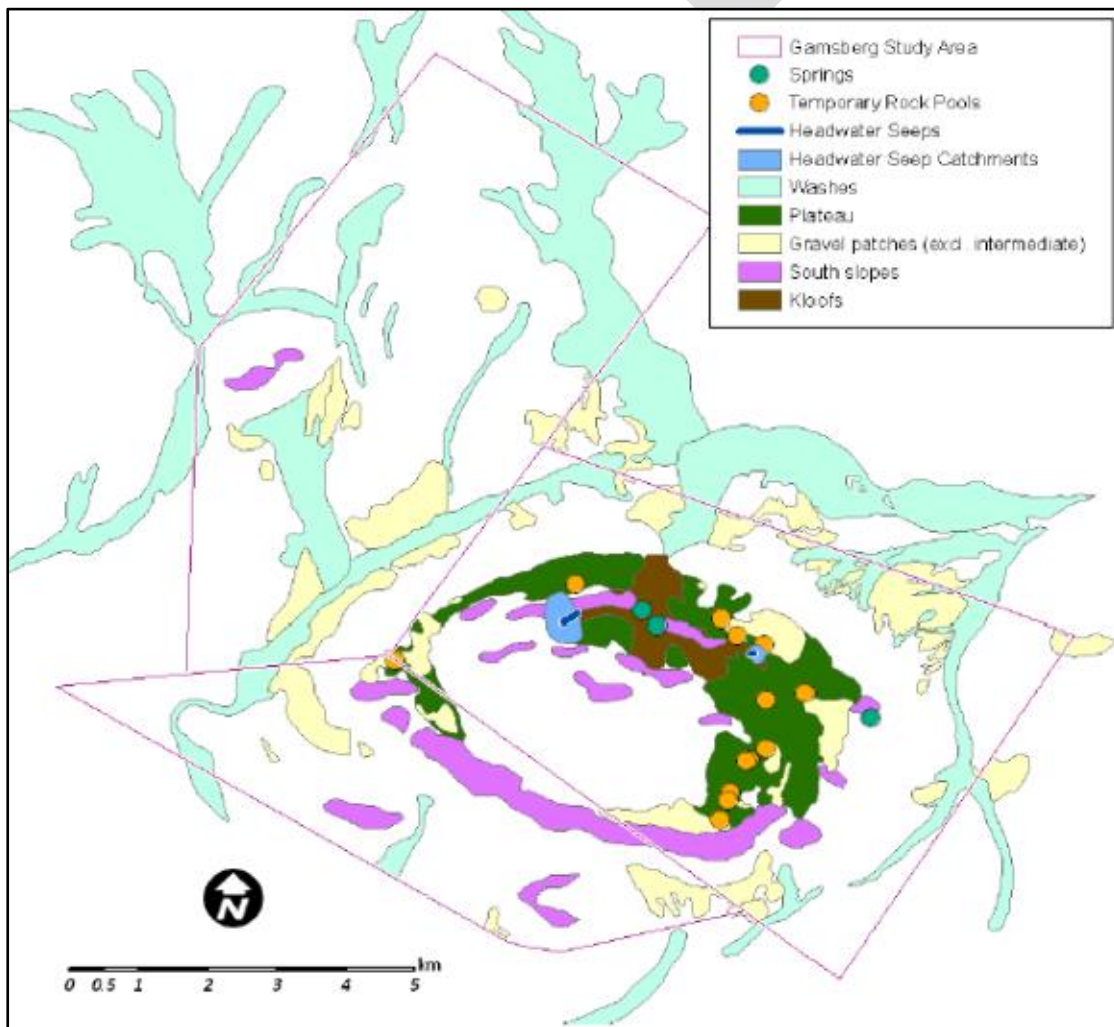 Gamsberg Study Area
Springs
Temporary Rock Pools
Headwater Seeps
Headwater Seep Catchments
Washes
Plateau
Gravel patches (excl. intermediate)
South slopes
Kloofs
N
km
0 0.5 1 2 3 4 5